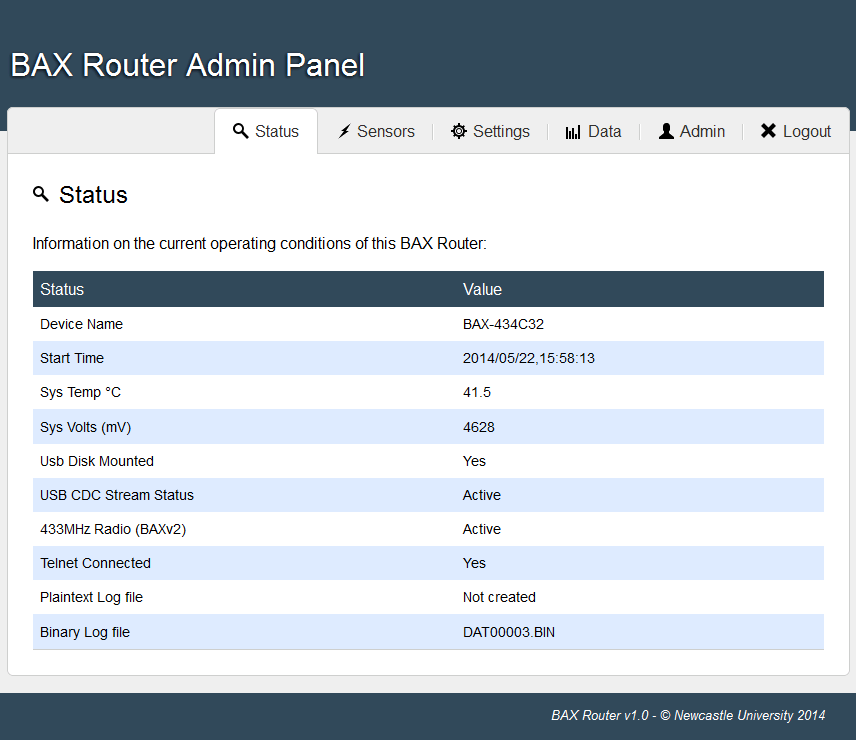 BAX Router Admin Panel
Status Sensors Settings Data Admin Logout
Status
Information on the current operating conditions of this BAX Router:
Status Value
Device Name BAX-434C32
Start Time 2014/05/22,15:58:13
Sys Temp °C 41.5
Sys Volts (mV) 4628
Usb Disk Mounted Yes
USB CDC Stream Status Active
433MHz Radio (BAXv2) Active
Telnet Connected Yes
Plaintext Log file Not created
Binary Log file DAT00003.BIN
BAX Router v1.0 - © Newcastle University 2014